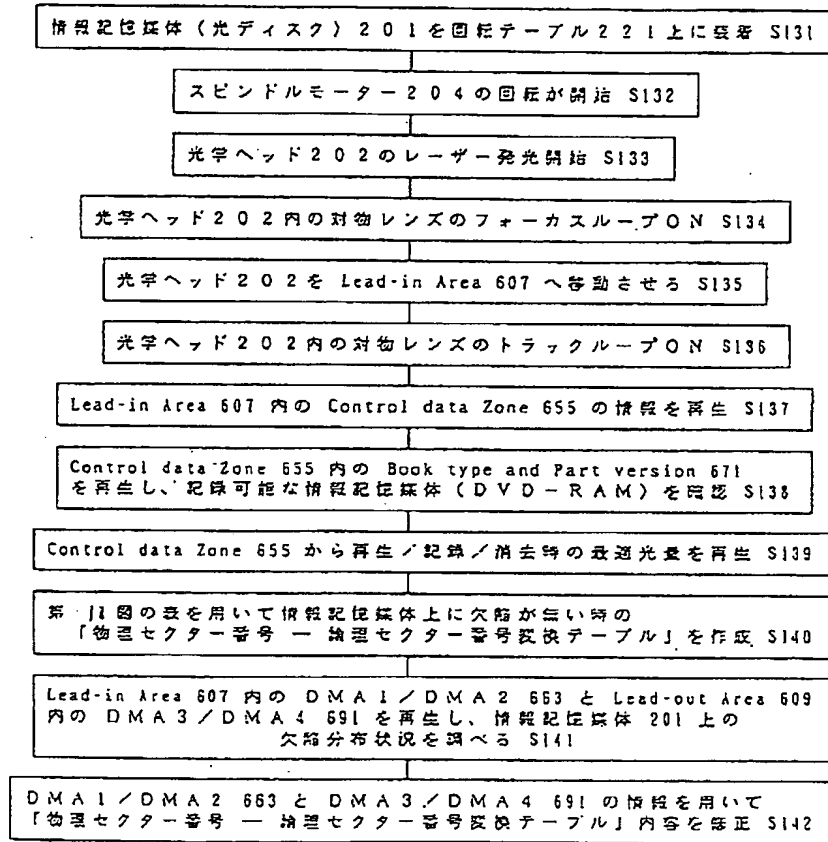 情報記憶媒体(光ディスク)201を回転テーブル221上に装着 S131
スピンドルモーター204の回転が開始 S132
光学ヘッド202のレーザー発光開始 S133
光学ヘッド202内の対物レンズのフォーカスループON S134
光学ヘッド202を Lead-in Area 607 へ移動させる S135
光学ヘッド202内の対物レンズのトラックループON S136
Lead-in Area 607 内の Control data Zone 655 の情報を再生 S137
Control data Zone 655 内の Book type and Part version 671
を再生し、記録可能な情報記憶媒体(DVD-RAM)を確認 S138
Control data Zone 655 から再生/記録/消去時の最適光量を再生 S139
第 図の表を用いて情報記憶媒体上に欠陥が無い時の
「物理セクター番号 ― 論理セクター番号変換テーブル」を作成 S140
Lead-in Area 607 内の DMA1/DMA2 663 と Lead-out Area 609
内の DMA3/DMA4 691 を再生し、情報記憶媒体 201 上の
欠陥分布状況を調べる S141
DMA1/DMA2 663 と DMA3/DMA4 691 の情報を用いて
「物理セクター番号 ― 論理セクター番号変換テーブル」内容を修正 S142